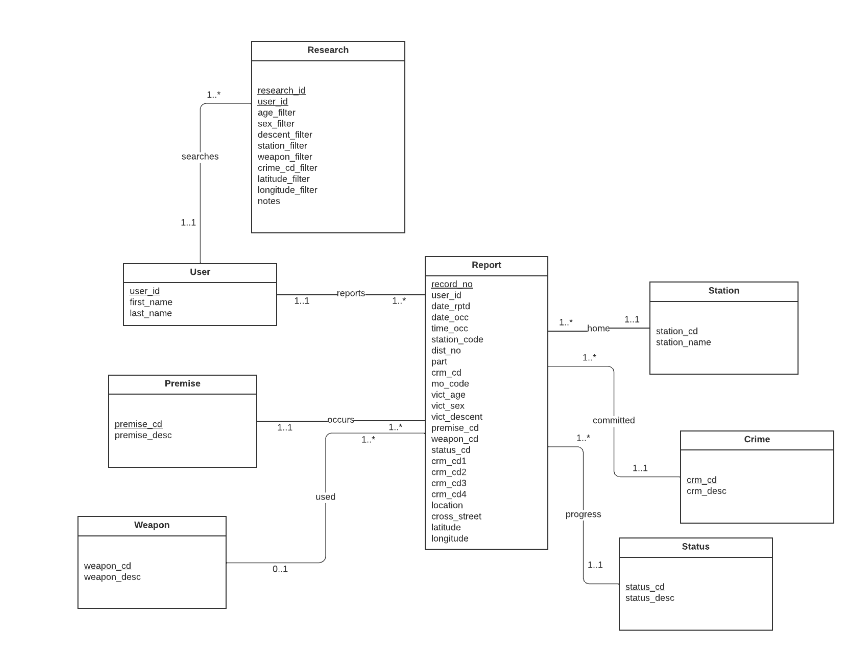 Research
research_id
user_id
age_filter
sex_filter
descent_filter
station_filter
weapon_filter
crime_cd_filter
latitude_filter
longitude_filter
notes
1..*
searches
1..1
User
user_id
first_name
last_name
1..1
reports
1..*
Report
record_no
user_id
date_rptd
date_occ
time_occ
station_code
dist_no
part
crm_cd
mo_code
vict_age
vict_sex
vict_descent
premise_cd
weapon_cd
status_cd
crm_cd1
crm_cd2
crm_cd3
crm_cd4
location
cross_street
latitude
longitude
Station
station_cd
station_name
1..*
home
1..1
Premise
premise_cd
premise_desc
1..1
occurs
1..*
1..*
used
0..1
Weapon
weapon_cd
weapon_desc
1..*
committed
1..1
Crime
crm_cd
crm_desc
1..*
progress
1..1
Status
status_cd
status_desc